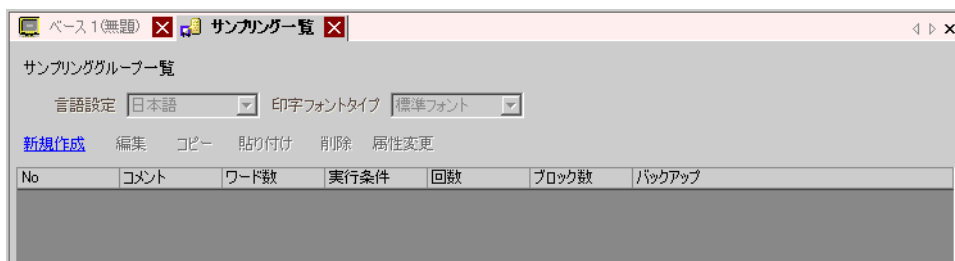 ベース1(無題) サンプリング一覧
サンプリンググループ一覧
言語設定 日本語 印字フォントタイプ 標準フォント
新規作成 編集 コピー 貼り付け 削除 属性変更
No コメント ワード数 実行条件 回数 ブロック数 バックアップ